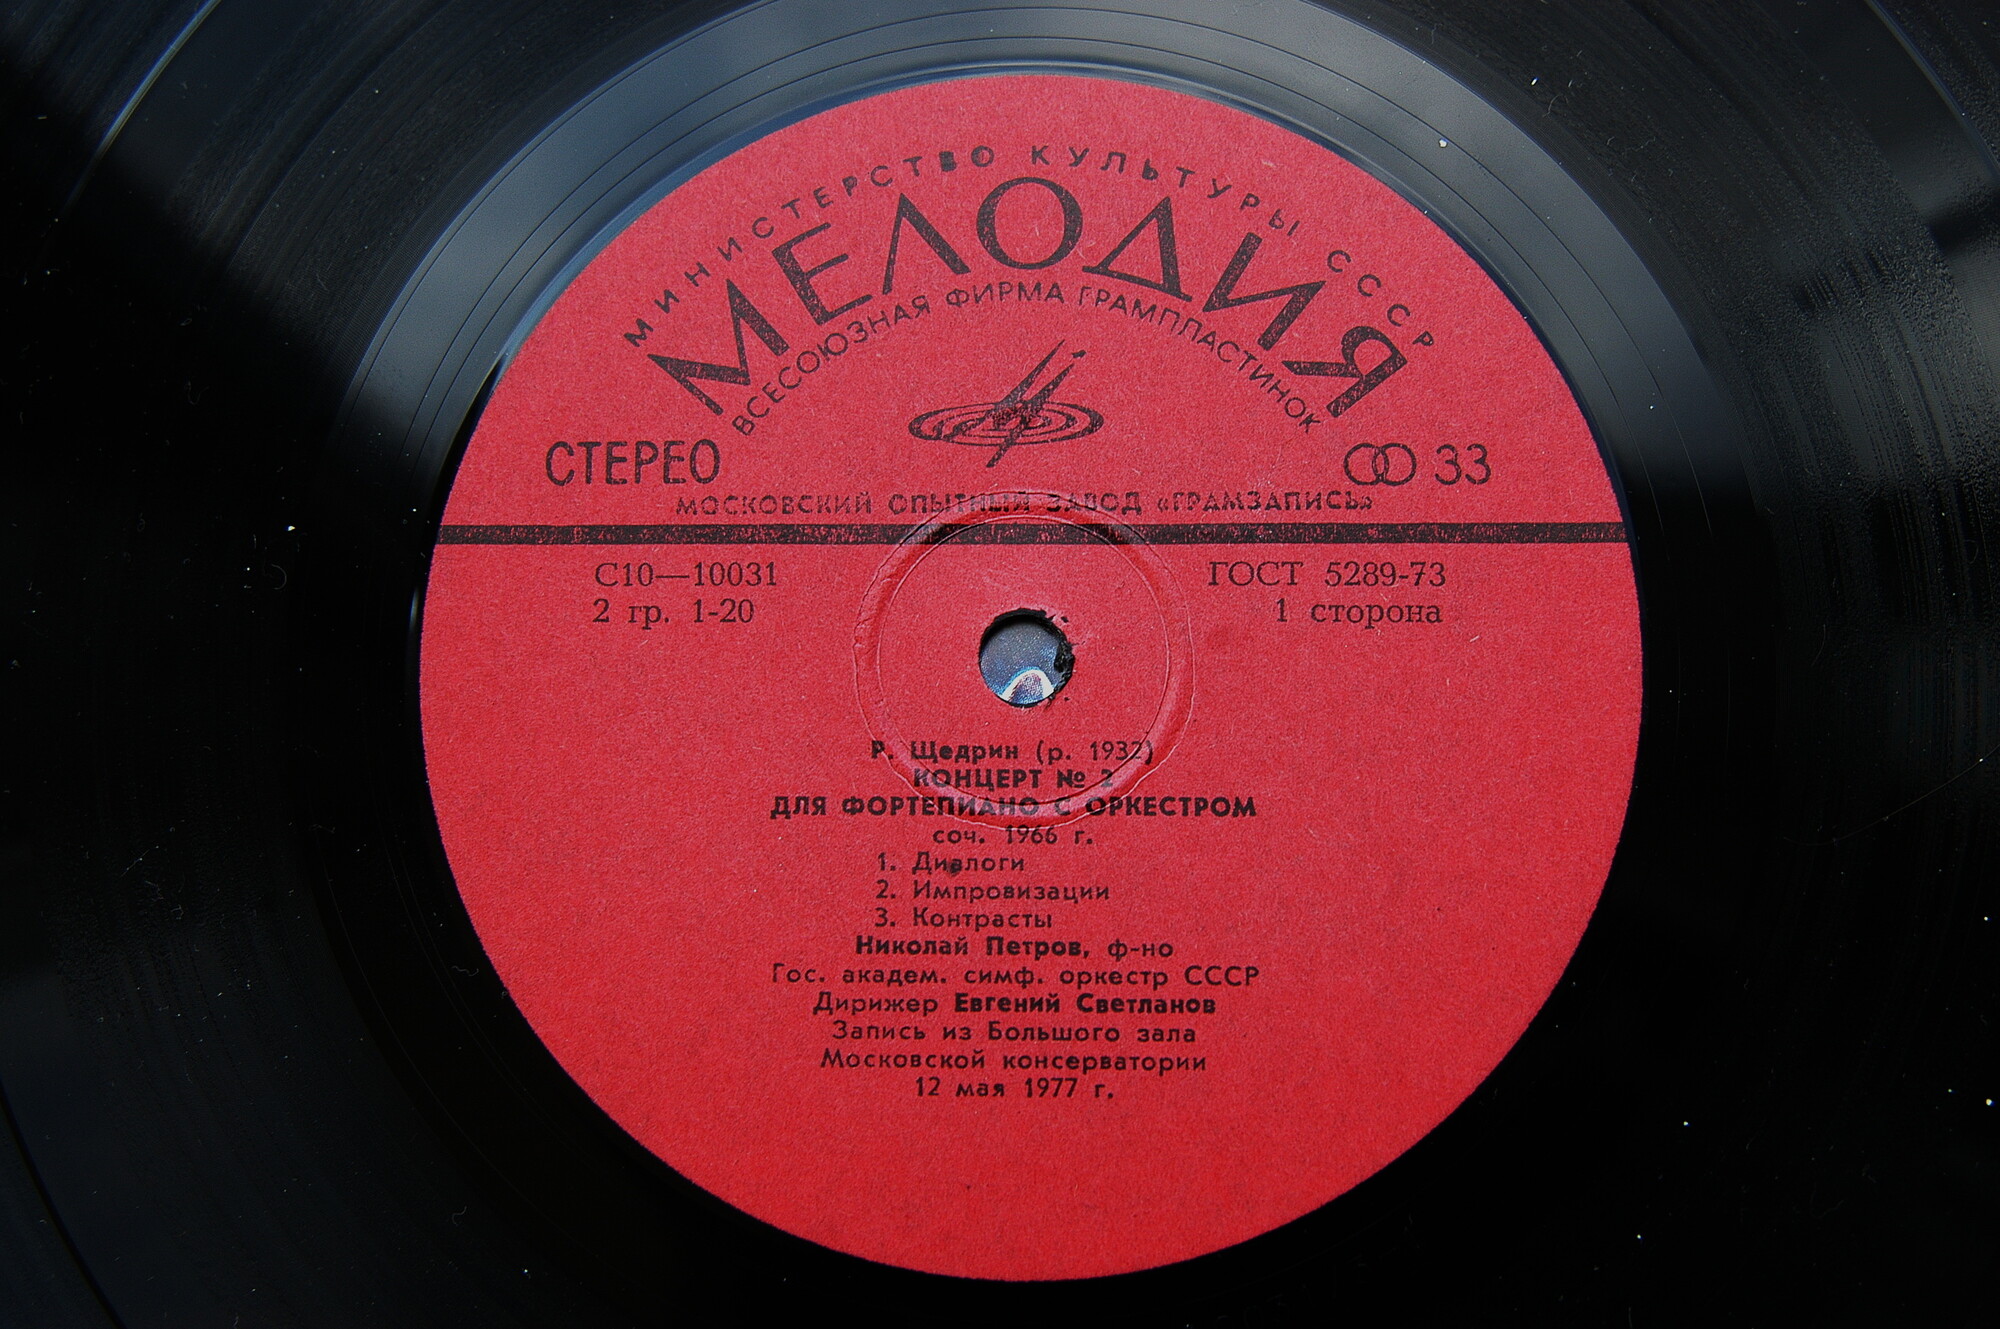 МИНИСТЕРСТВО КУЛЬТУРЫ СССР
МЕЛОДИЯ
ВСЕСОЮЗНАЯ ФИРМА ГРАМПЛАСТИНОК
СТЕРЕО
33
МОСКОВСКИЙ ОПЫТНЫЙ ЗАВОД «ГРАМЗАПИСЬ»
С10—10031
ГОСТ 5289-73
2 гр. 1-20
1 сторона
Р. Щедрин (р. 1932)
КОНЦЕРТ № 2
ДЛЯ ФОРТЕПИАНО С ОРКЕСТРОМ
соч. 1966 г.
1. Диалоги
2. Импровизации
3. Контрасты
Николай Петров, ф-но
Гос. академ. симф. оркестр СССР
Дирижер Евгений Светланов
Запись из Большого зала
Московской консерватории
12 мая 1977 г.